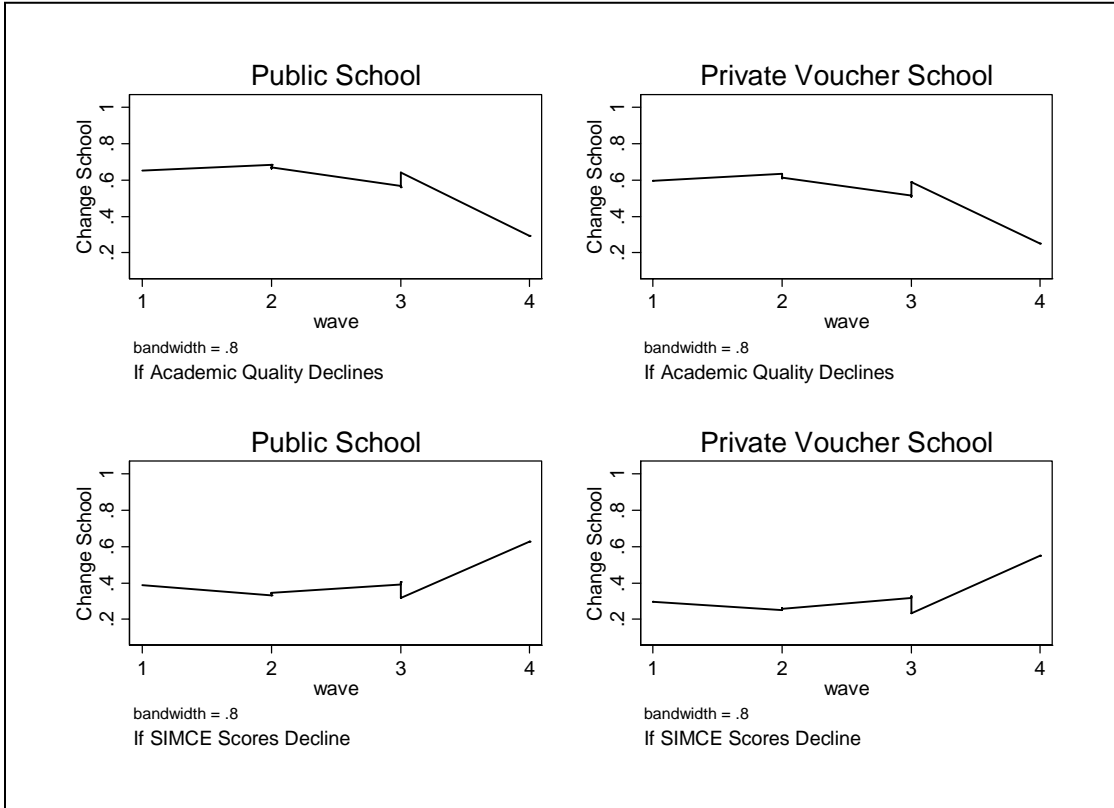 Public School
Change School
.2 .4 .6 .8 1
1 2 3 4
wave
bandwidth = .8
If Academic Quality Declines
Private Voucher School
Change School
.2 .4 .6 .8 1
1 2 3 4
wave
bandwidth = .8
If Academic Quality Declines
Public School
Change School
.2 .4 .6 .8 1
1 2 3 4
wave
bandwidth = .8
If SIMCE Scores Decline
Private Voucher School
Change School
.2 .4 .6 .8 1
1 2 3 4
wave
bandwidth = .8
If SIMCE Scores Decline